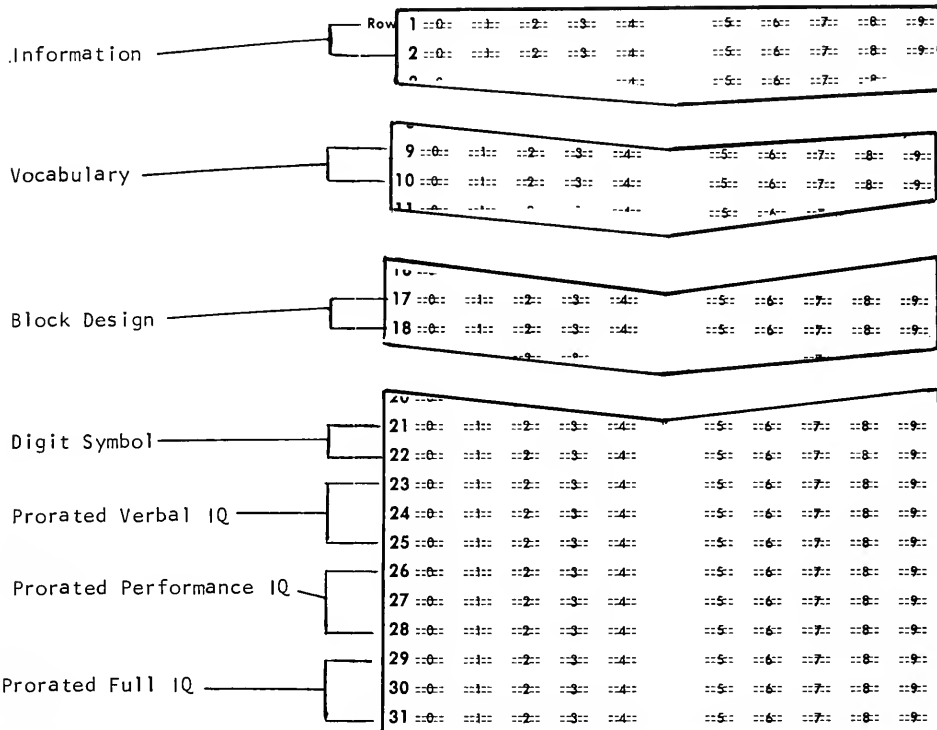 Row 1 0 1 2 3 4 5 6 7 8 9
Information
2 0 1 2 3 4 5 6 7 8 9
4 5 6 7
9 0 1 2 3 4 5 6 7 8 9
Vocabulary
10 0 1 2 3 4 5 6 7 8 9
11 0 1 4 5 6
17 0 1 2 3 4 5 6 7 8 9
Block Design
18 0 1 2 3 4 5 6 7 8 9
21 0 1 2 3 4 5 6 7 8 9
Digit Symbol
22 0 1 2 3 4 5 6 7 8 9
23 0 1 2 3 4 5 6 7 8 9
Prorated Verbal IQ
24 0 1 2 3 4 5 6 7 8 9
25 0 1 2 3 4 5 6 7 8 9
26 0 1 2 3 4 5 6 7 8 9
Prorated Performance IQ
27 0 1 2 3 4 5 6 7 8 9
28 0 1 2 3 4 5 6 7 8 9
29 0 1 2 3 4 5 6 7 8 9
Prorated Full IQ
30 0 1 2 3 4 5 6 7 8 9
31 0 1 2 3 4 5 6 7 8 9